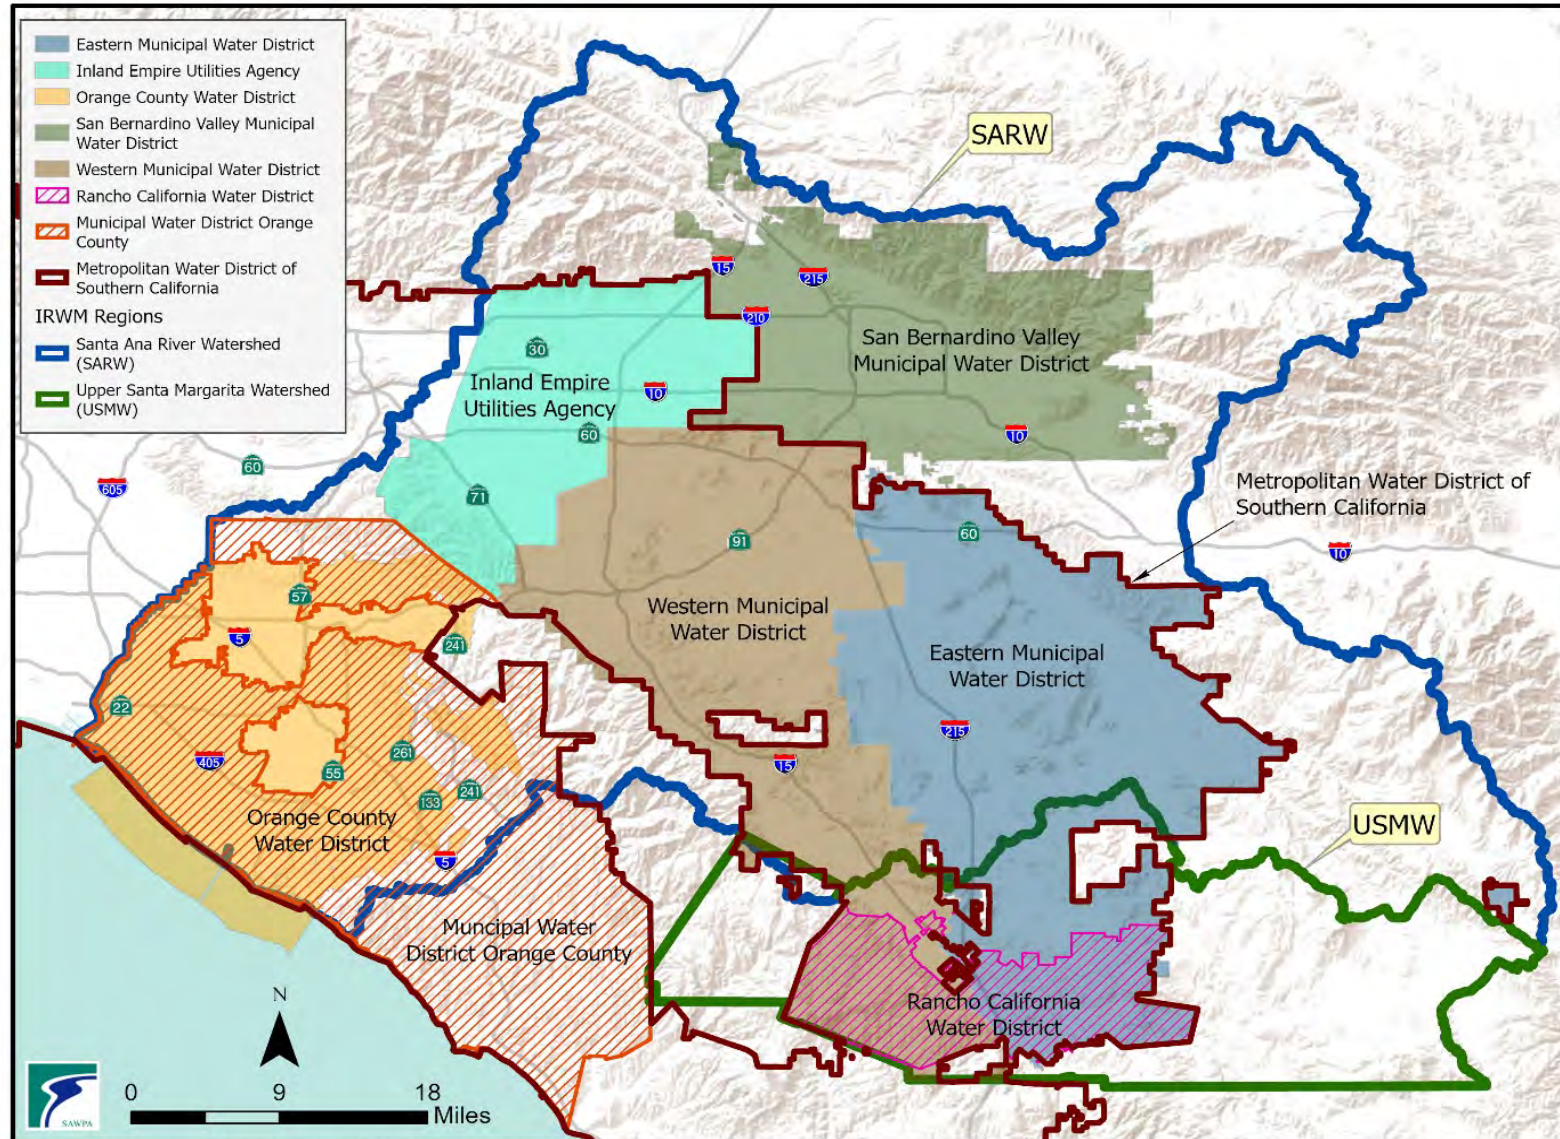 Eastern Municipal Water District
Inland Empire Utilities Agency
Orange County Water District
San Bernardino Valley Municipal
Water District
Western Municipal Water District
Rancho California Water District
Municipal Water District Orange
County
Metropolitan Water District of
Southern California
IRWM Regions
Santa Ana River Watershed
(SARW)
Upper Santa Margarita Watershed
(USMW)
SARW
15
215
210
San Bernardino Valley
Municipal Water District
30
Inland Empire
Utilities Agency
10
60
10
60
605
71
Metropolitan Water District of
Southern California
91
60
10
57
Western Municipal
Water District
5
241
Eastern Municipal
Water District
22
215
405
261
55
15
133
241
Orange County
Water District
5
USMW
Muncipal Water
District Orange County
Rancho California
Water District
N
0
9
18
Miles
SAWPA